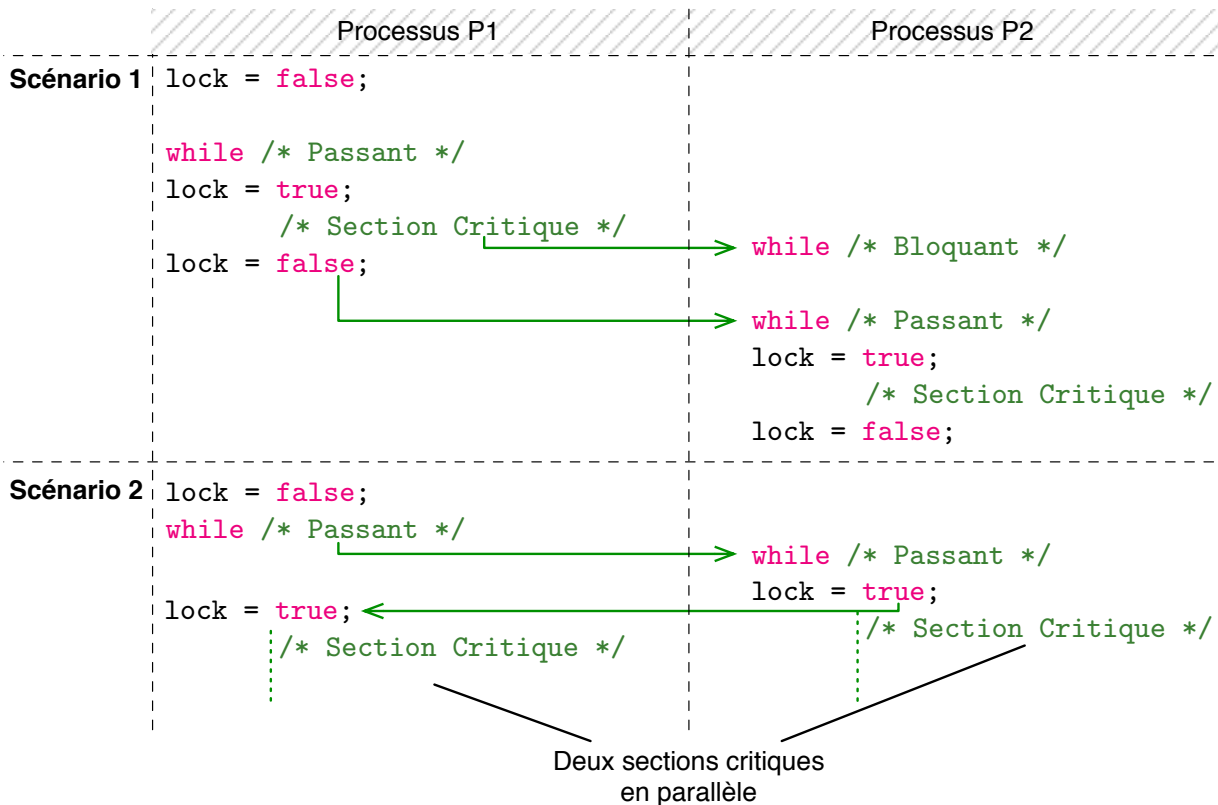 Processus P1
Processus P2
Scénario 1
lock = false;
while /* Passant */
lock = true;
/* Section Critique */
lock = false;
while /* Bloquant */
while /* Passant */
lock = true;
/* Section Critique */
lock = false;
Scénario 2
lock = false;
while /* Passant */
lock = true;
/* Section Critique */
while /* Passant */
lock = true;
/* Section Critique */
Deux sections critiques
en parallèle